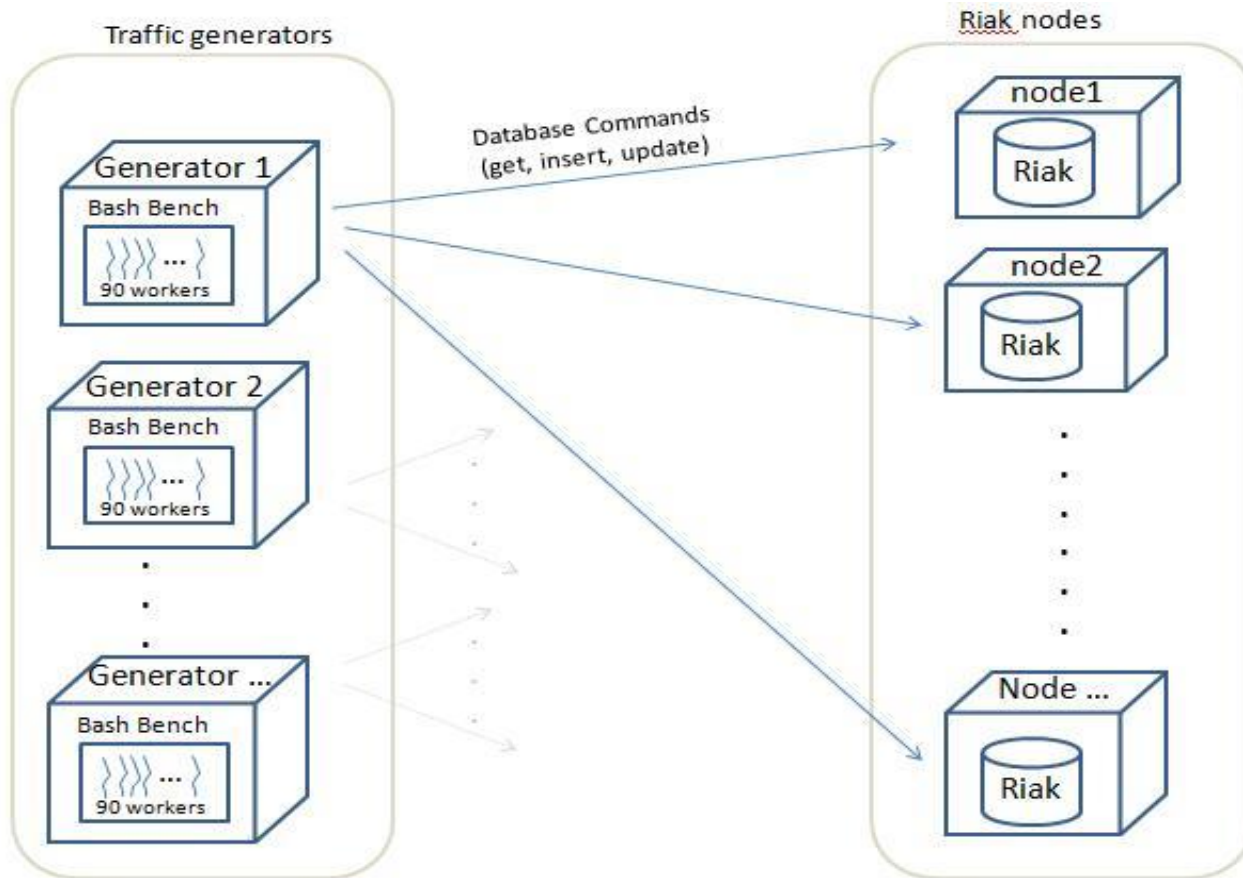 Traffic generators
Riak nodes
Generator 1
Bash Bench
...
90 workers
Generator 2
Bash Bench
...
90 workers
Generator ...
Bash Bench
...
90 workers
Database Commands
(get, insert, update)
node1
Riak
node2
Riak
Node ...
Riak